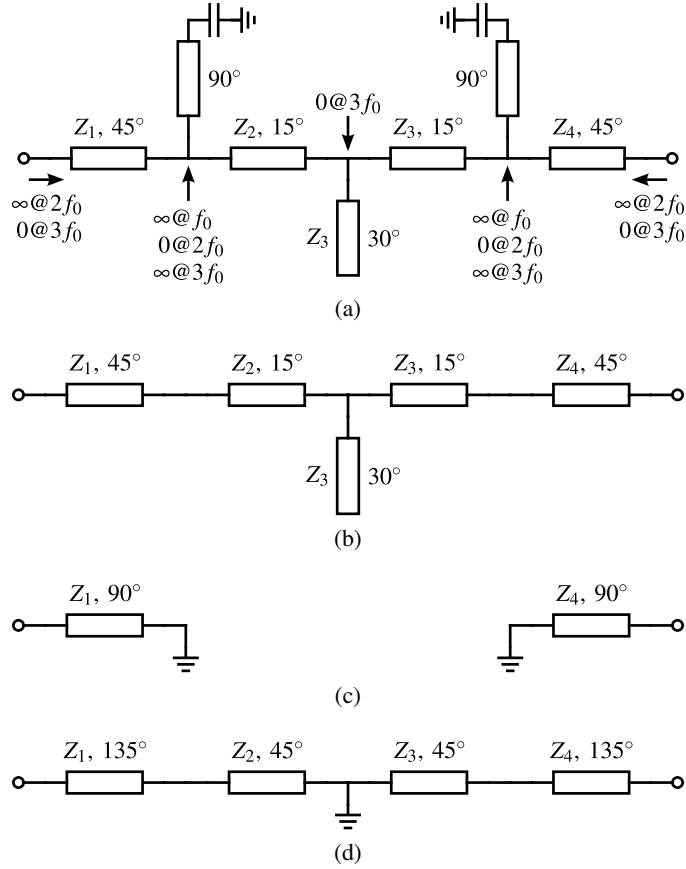 90°
90°
0@3f₀
Z₁, 45°
Z₂, 15°
Z₃, 15°
Z₄, 45°
∞@2f₀
0@3f₀
∞@f₀
0@2f₀
∞@3f₀
Z₃
30°
∞@f₀
0@2f₀
∞@3f₀
∞@2f₀
0@3f₀
(a)
Z₁, 45°
Z₂, 15°
Z₃, 15°
Z₄, 45°
Z₃
30°
(b)
Z₁, 90°
Z₄, 90°
(c)
Z₁, 135°
Z₂, 45°
Z₃, 45°
Z₄, 135°
(d)